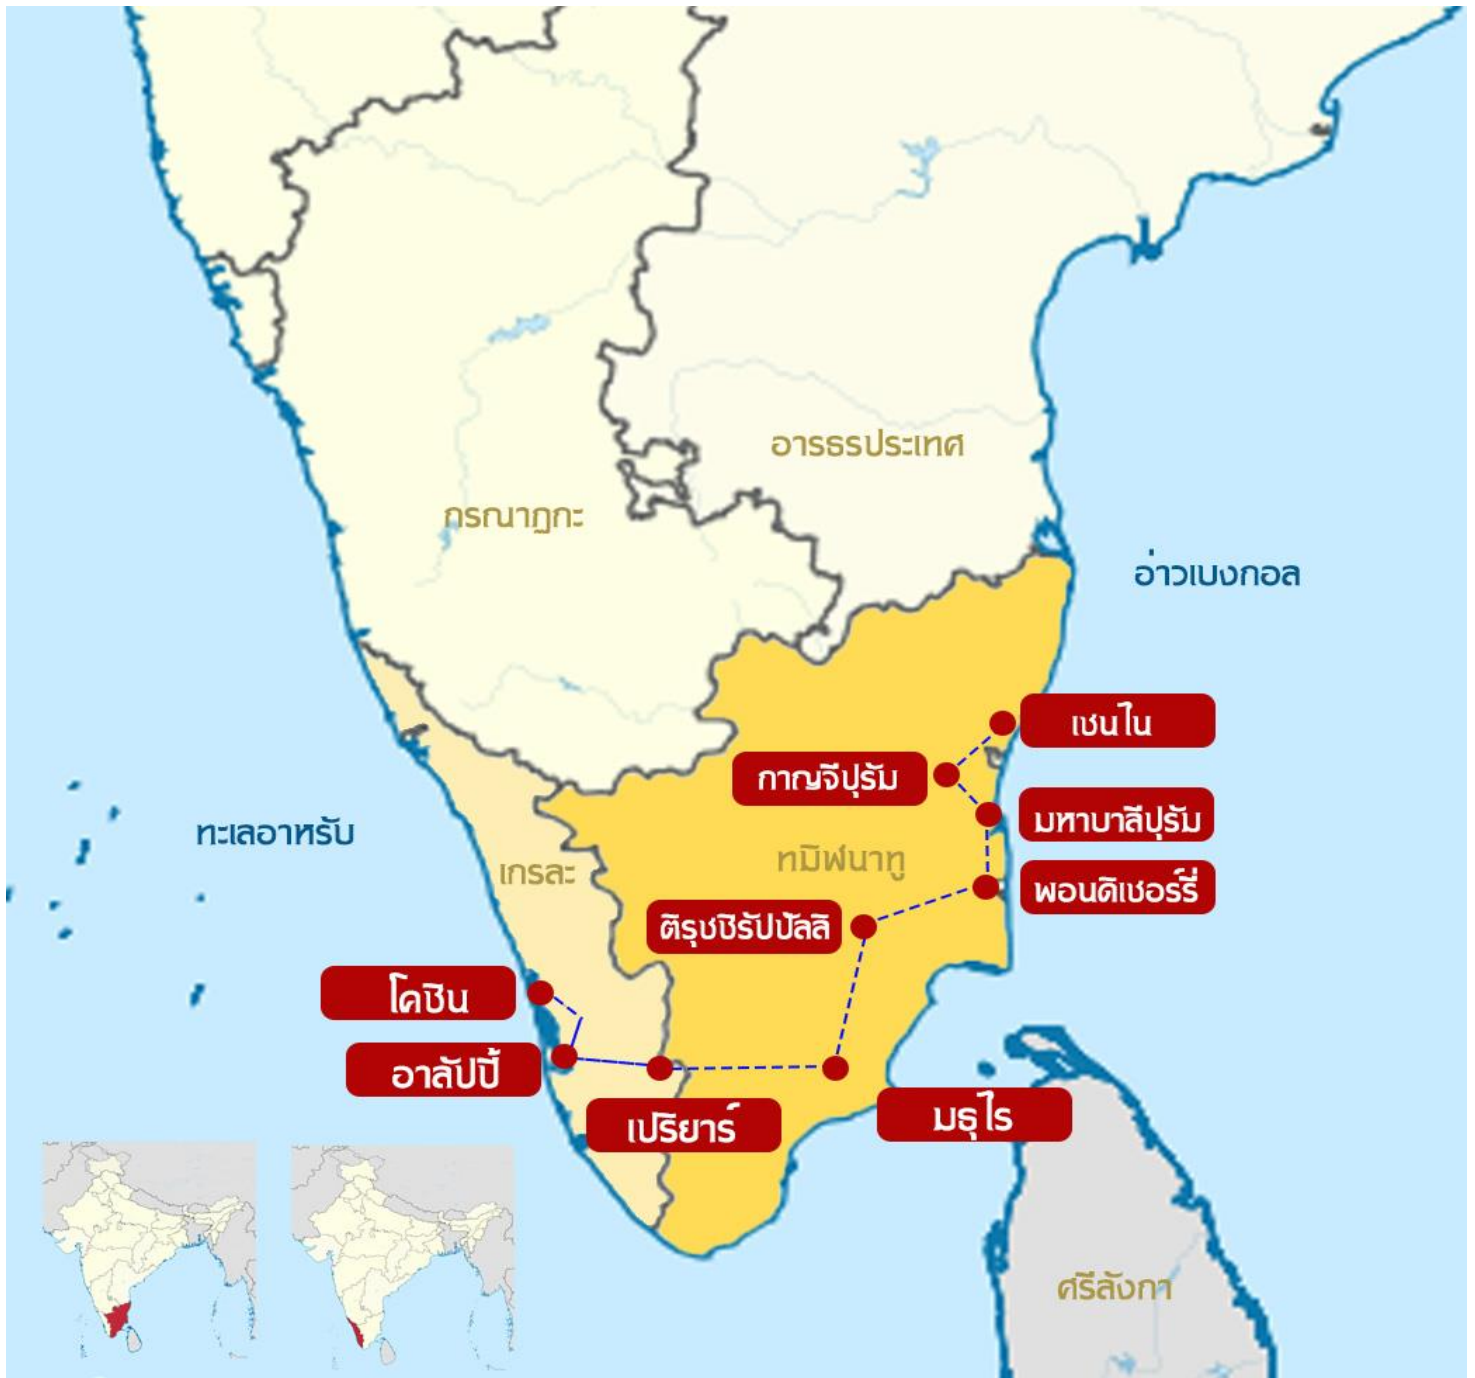 อารธรประเทศ
กรณาฏกะ
อ่าวเบงกอล
เชนไน
กาญจีปุรัม
มหาบาลีปุรัม
ทะเลอาหรับ
เกรละ
ทมิฬนาทู
พอนดิเชอร์รี่
ติรุชชิรัปปัลลิ
โคชิน
อาลัปปี้
เปริยาร์
มธุไร
ศรีลังกา